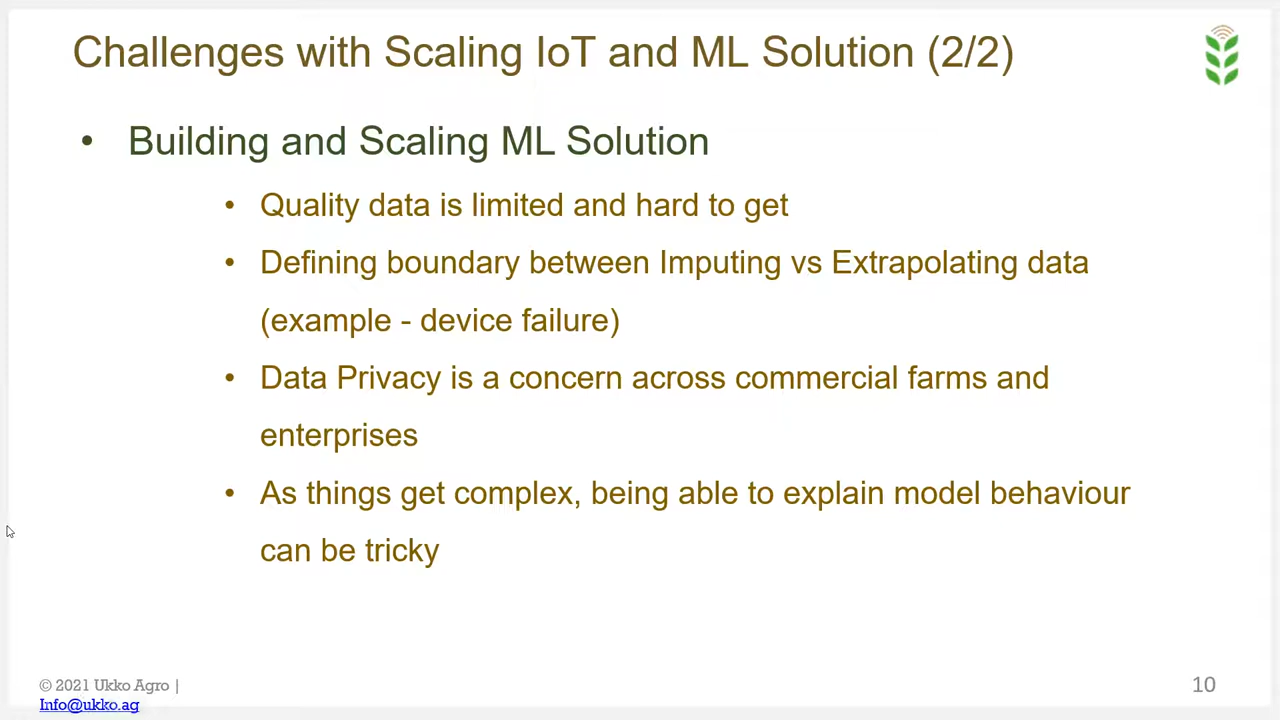 Challenges with Scaling IoT and ML Solution (2/2)
• Building and Scaling ML Solution
• Quality data is limited and hard to get
• Defining boundary between Imputing vs Extrapolating data
(example - device failure)
• Data Privacy is a concern across commercial farms and
enterprises
• As things get complex, being able to explain model behaviour
can be tricky
© 2021 Ukko Agro |
Info@ukko.ag
10